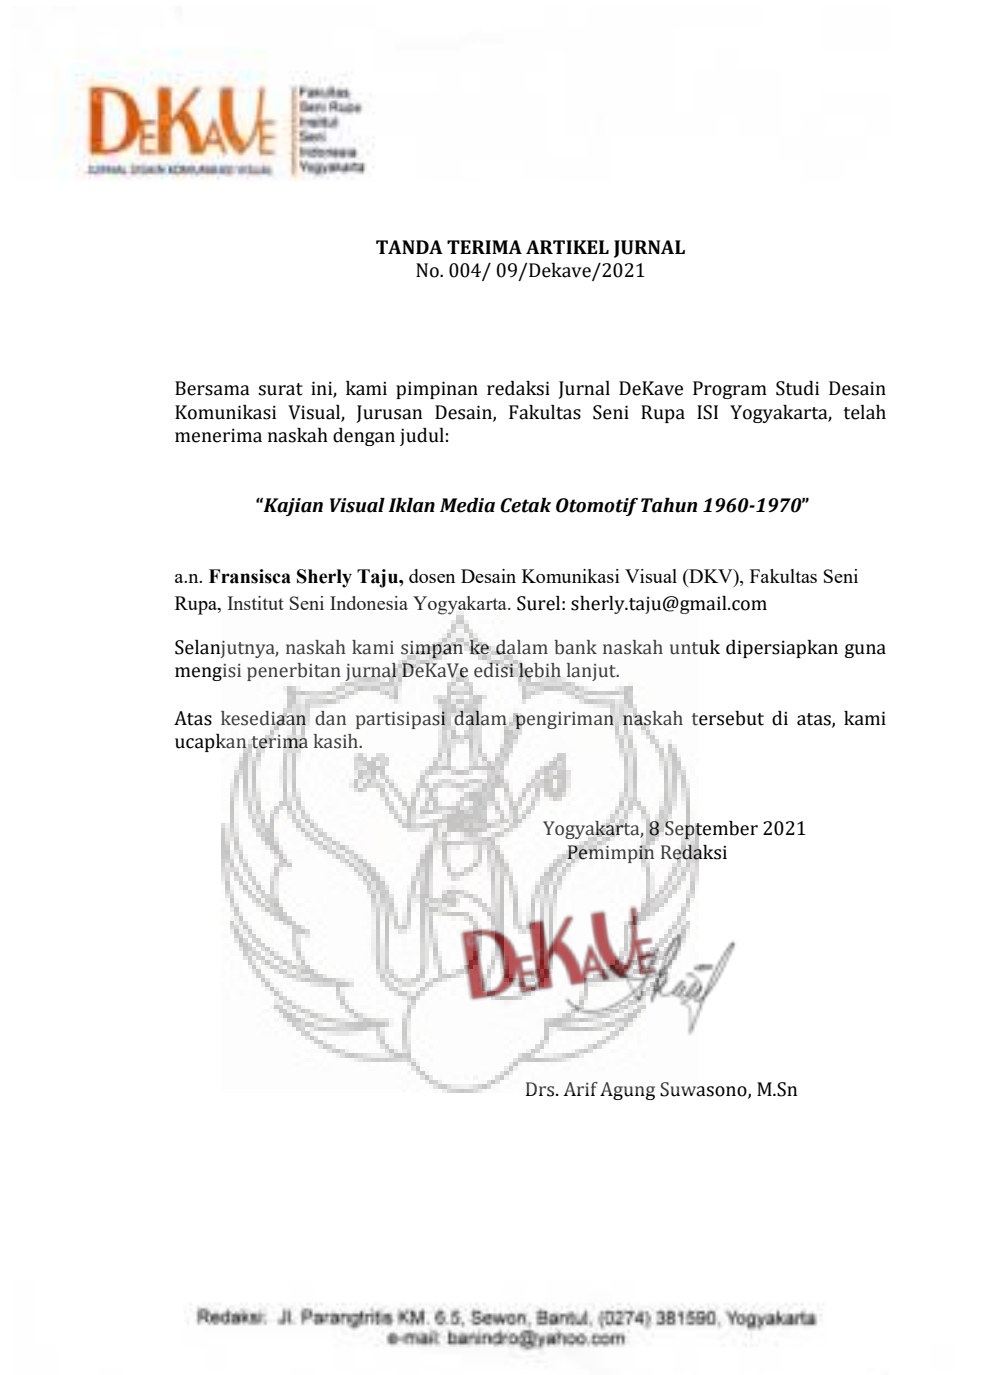 DeKaVe
JURNAL DISAIN KOMUNIKASI VISUAL
Fakultas
Seni Rupa
Institut
Seni
Indonesia
Yogyakarta
TANDA TERIMA ARTIKEL JURNAL
No. 004/ 09/Dekave/2021
Bersama surat ini, kami pimpinan redaksi Jurnal DeKave Program Studi Desain
Komunikasi Visual, Jurusan Desain, Fakultas Seni Rupa ISI Yogyakarta, telah
menerima naskah dengan judul:
“Kajian Visual Iklan Media Cetak Otomotif Tahun 1960-1970”
a.n. Fransisca Sherly Taju, dosen Desain Komunikasi Visual (DKV), Fakultas Seni
Rupa, Institut Seni Indonesia Yogyakarta. Surel: sherly.taju@gmail.com
Selanjutnya, naskah kami simpan ke dalam bank naskah untuk dipersiapkan guna
mengisi penerbitan jurnal DeKaVe edisi lebih lanjut.
Atas kesediaan dan partisipasi dalam pengiriman naskah tersebut di atas, kami
ucapkan terima kasih.
Yogyakarta, 8 September 2021
Pemimpin Redaksi
DeKaVe
Drs. Arif Agung Suwasono, M.Sn
Redaksi: Jl. Parangtritis KM. 6.5, Sewon, Bantul, (0274) 381590, Yogyakarta
e-mail: banindro@yahoo.com